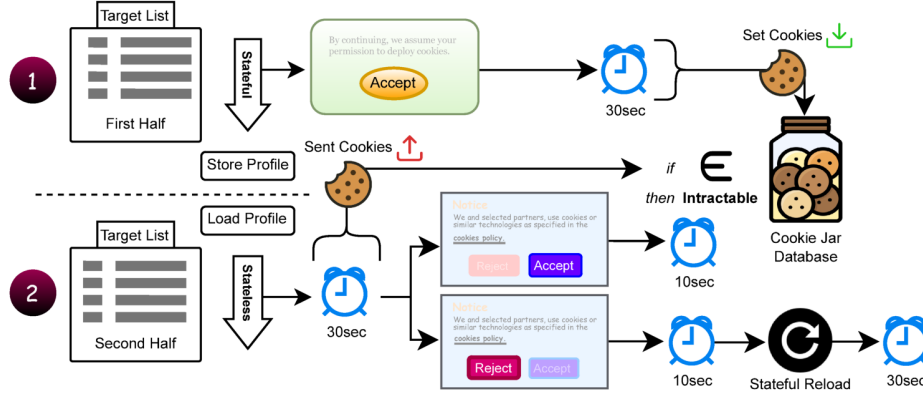 Target List
1
First Half
Stateful
By continuing, we assume your
permission to deploy cookies.
Accept
30sec
Set Cookies
Store Profile
Sent Cookies
if ∈
then Intractable
Cookie Jar
Database
Load Profile
Target List
2
Second Half
Stateless
30sec
Notice
We and selected partners, use cookies or
similar technologies as specified in the
cookies policy.
Reject Accept
10sec
Notice
We and selected partners, use cookies or
similar technologies as specified in the
cookies policy.
Reject Accept
10sec
Stateful Reload
30sec